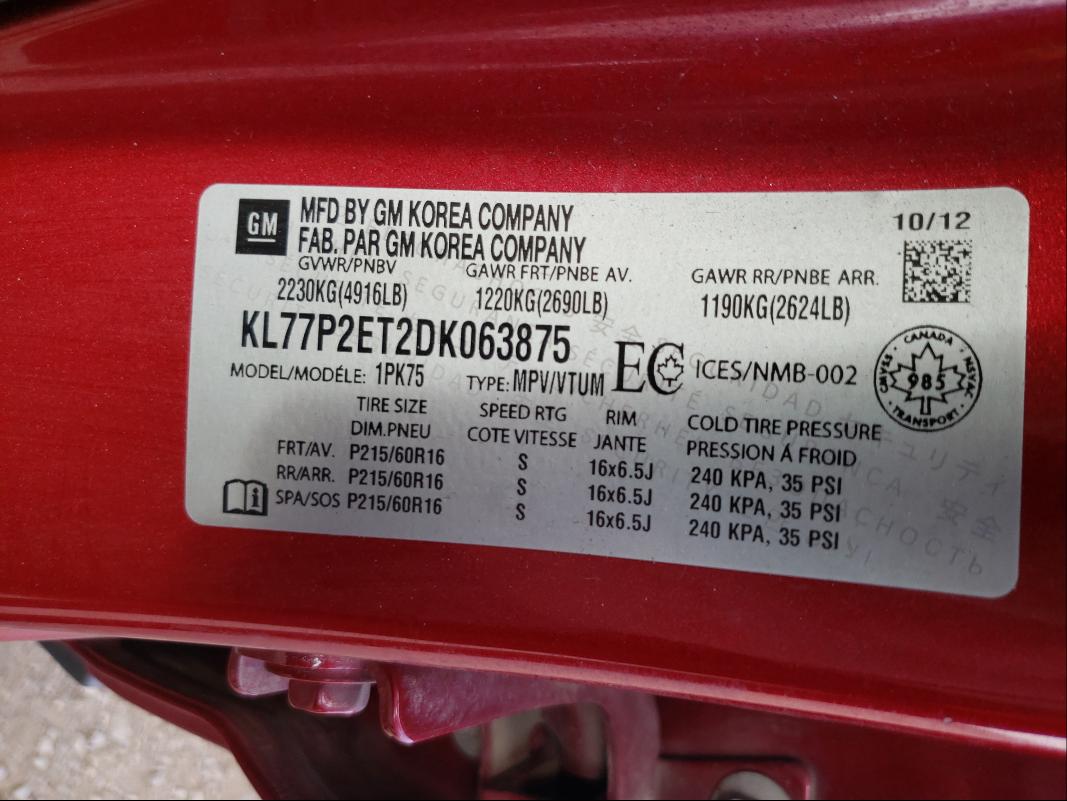 GM
MFD BY GM KOREA COMPANY
FAB. PAR GM KOREA COMPANY
10/12
GVWR/PNBV GAWR FRT/PNBE AV. GAWR RR/PNBE ARR.
2230KG(4916LB) 1220KG(2690LB) 1190KG(2624LB)
KL77P2ET2DK063875
MODEL/MODÉLE: 1PK75 TYPE: MPV/VTUM EC ICES/NMB-002
CANADA
985
TRANSPORT
TIRE SIZE SPEED RTG RIM COLD TIRE PRESSURE
DIM.PNEU COTE VITESSE JANTE PRESSION Á FROID
FRT/AV. P215/60R16 S 16x6.5J 240 KPA, 35 PSI
RR/ARR. P215/60R16 S 16x6.5J 240 KPA, 35 PSI
SPA/SOS P215/60R16 S 16x6.5J 240 KPA, 35 PSI